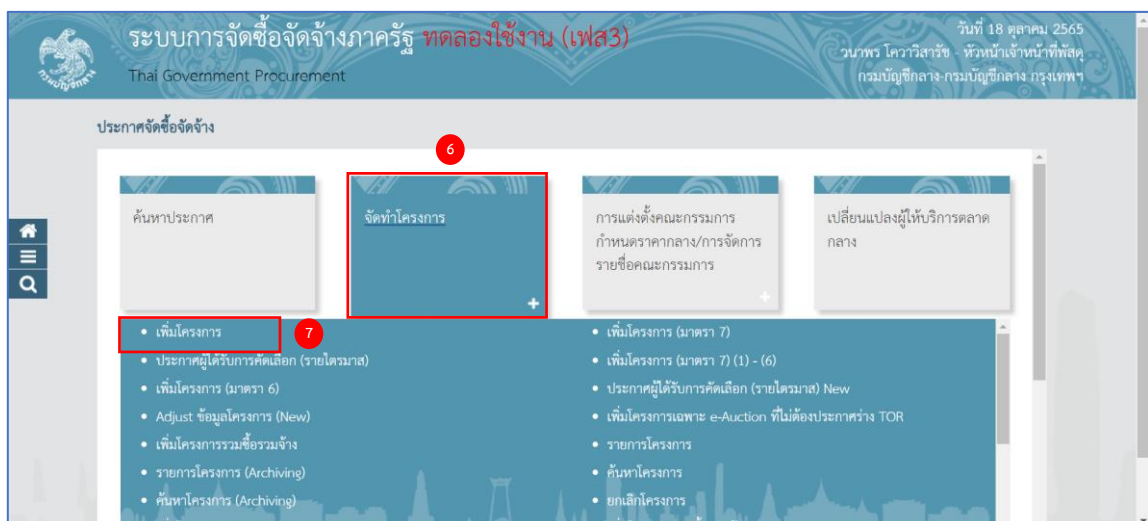 ระบบการจัดซื้อจัดจ้างภาครัฐ ทดลองใช้งาน (เฟส3)
Thai Government Procurement
วันที่ 18 ตุลาคม 2565
วนาพร โควาวิสารัช - หัวหน้าเจ้าหน้าที่พัสดุ
กรมบัญชีกลาง-กรมบัญชีกลาง กรุงเทพฯ
ประกาศจัดซื้อจัดจ้าง
6
ค้นหาประกาศ
จัดทำโครงการ
การแต่งตั้งคณะกรรมการ
กำหนดราคากลาง/การจัดการ
รายชื่อคณะกรรมการ
เปลี่ยนแปลงผู้ให้บริการตลาด
กลาง
• เพิ่มโครงการ
7
• ประกาศผู้ได้รับการคัดเลือก (รายไตรมาส)
• เพิ่มโครงการ (มาตรา 6)
• Adjust ข้อมูลโครงการ (New)
• เพิ่มโครงการรวมซื้อรวมจ้าง
• รายการโครงการ (Archiving)
• ค้นหาโครงการ (Archiving)
• เพิ่มโครงการ (มาตรา 7)
• เพิ่มโครงการ (มาตรา 7) (1) - (6)
• ประกาศผู้ได้รับการคัดเลือก (รายไตรมาส) New
• เพิ่มโครงการเฉพาะ e-Auction ที่ไม่ต้องประกาศร่าง TOR
• รายการโครงการ
• ค้นหาโครงการ
• ยกเลิกโครงการ